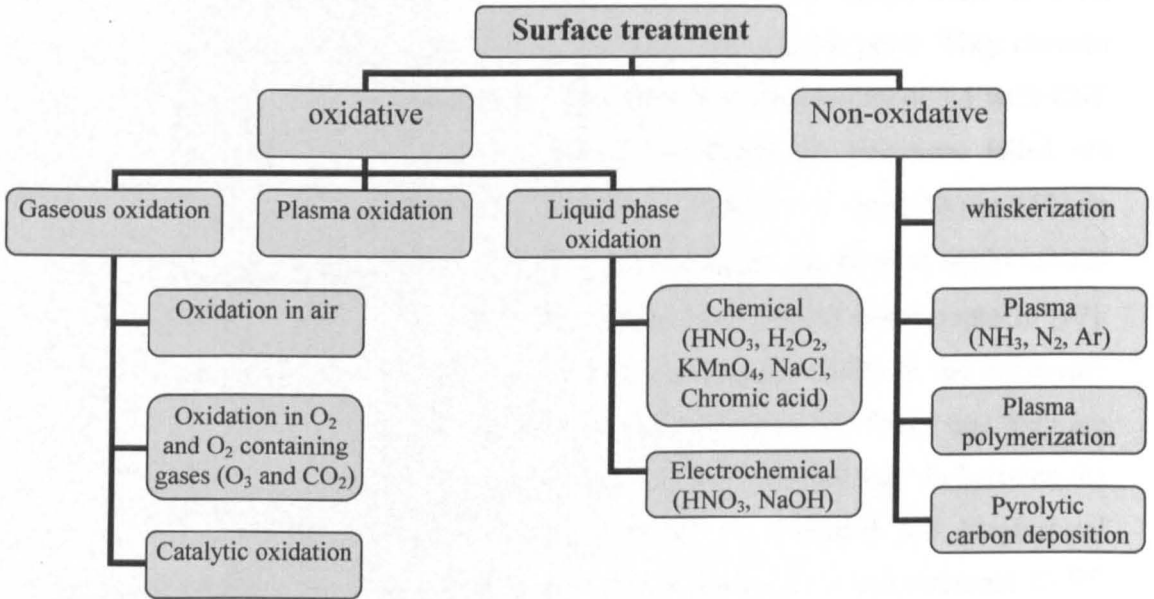 Surface treatment
oxidative
Non-oxidative
Gaseous oxidation
Plasma oxidation
Liquid phase
oxidation
Oxidation in air
Oxidation in O₂
and O₂ containing
gases (O₃ and CO₂)
Catalytic oxidation
Chemical
(HNO₃, H₂O₂,
KMnO₄, NaCl,
Chromic acid)
Electrochemical
(HNO₃, NaOH)
whiskerization
Plasma
(NH₃, N₂, Ar)
Plasma
polymerization
Pyrolytic
carbon deposition